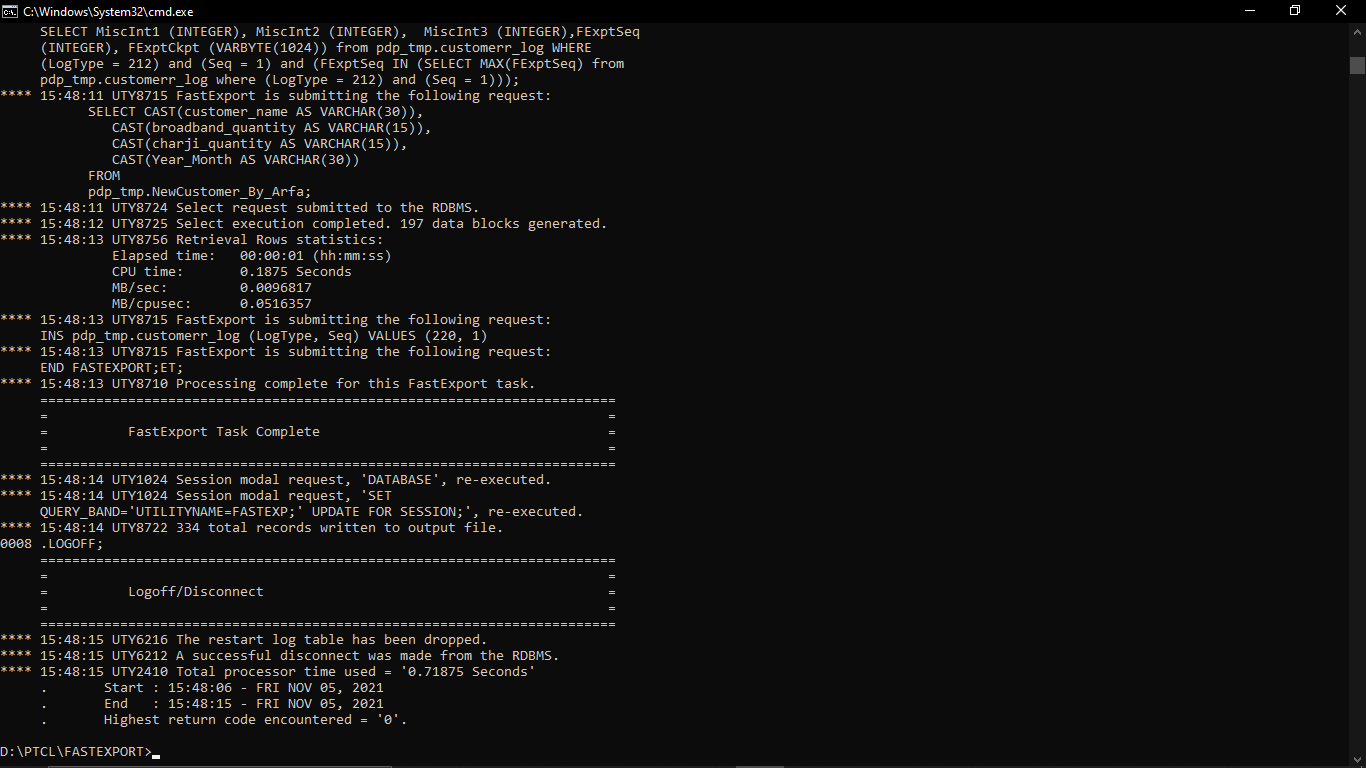 C:\Windows\System32\cmd.exe
SELECT MiscInt1 (INTEGER), MiscInt2 (INTEGER),  MiscInt3 (INTEGER),FExptSeq
(INTEGER), FExptCkpt (VARBYTE(1024)) from pdp_tmp.customerr_log WHERE
(LogType = 212) and (Seq = 1) and (FExptSeq IN (SELECT MAX(FExptSeq) from
pdp_tmp.customerr_log where (LogType = 212) and (Seq = 1)));
**** 15:48:11 UTY8715 FastExport is submitting the following request:
SELECT CAST(customer_name AS VARCHAR(30)),
CAST(broadband_quantity AS VARCHAR(15)),
CAST(charji_quantity AS VARCHAR(15)),
CAST(Year_Month AS VARCHAR(30))
FROM
pdp_tmp.NewCustomer_By_Arfa;
**** 15:48:11 UTY8724 Select request submitted to the RDBMS.
**** 15:48:12 UTY8725 Select execution completed. 197 data blocks generated.
**** 15:48:13 UTY8756 Retrieval Rows statistics:
Elapsed time:   00:00:01 (hh:mm:ss)
CPU time:       0.1875 Seconds
MB/sec:         0.0096817
MB/cpusec:      0.0516357
**** 15:48:13 UTY8715 FastExport is submitting the following request:
INS pdp_tmp.customerr_log (LogType, Seq) VALUES (220, 1)
**** 15:48:13 UTY8715 FastExport is submitting the following request:
END FASTEXPORT;ET;
**** 15:48:13 UTY8710 Processing complete for this FastExport task.
========================================================================
=                                                                      =
=          FastExport Task Complete                                    =
=                                                                      =
========================================================================
**** 15:48:14 UTY1024 Session modal request, 'DATABASE', re-executed.
**** 15:48:14 UTY1024 Session modal request, 'SET
QUERY_BAND='UTILITYNAME=FASTEXP;' UPDATE FOR SESSION;', re-executed.
**** 15:48:14 UTY8722 334 total records written to output file.
0008 .LOGOFF;
========================================================================
=                                                                      =
=          Logoff/Disconnect                                           =
=                                                                      =
========================================================================
**** 15:48:15 UTY6216 The restart log table has been dropped.
**** 15:48:15 UTY6212 A successful disconnect was made from the RDBMS.
**** 15:48:15 UTY2410 Total processor time used = '0.71875 Seconds'
.       Start : 15:48:06 - FRI NOV 05, 2021
.       End   : 15:48:15 - FRI NOV 05, 2021
.       Highest return code encountered = '0'.
D:\PTCL\FASTEXPORT>